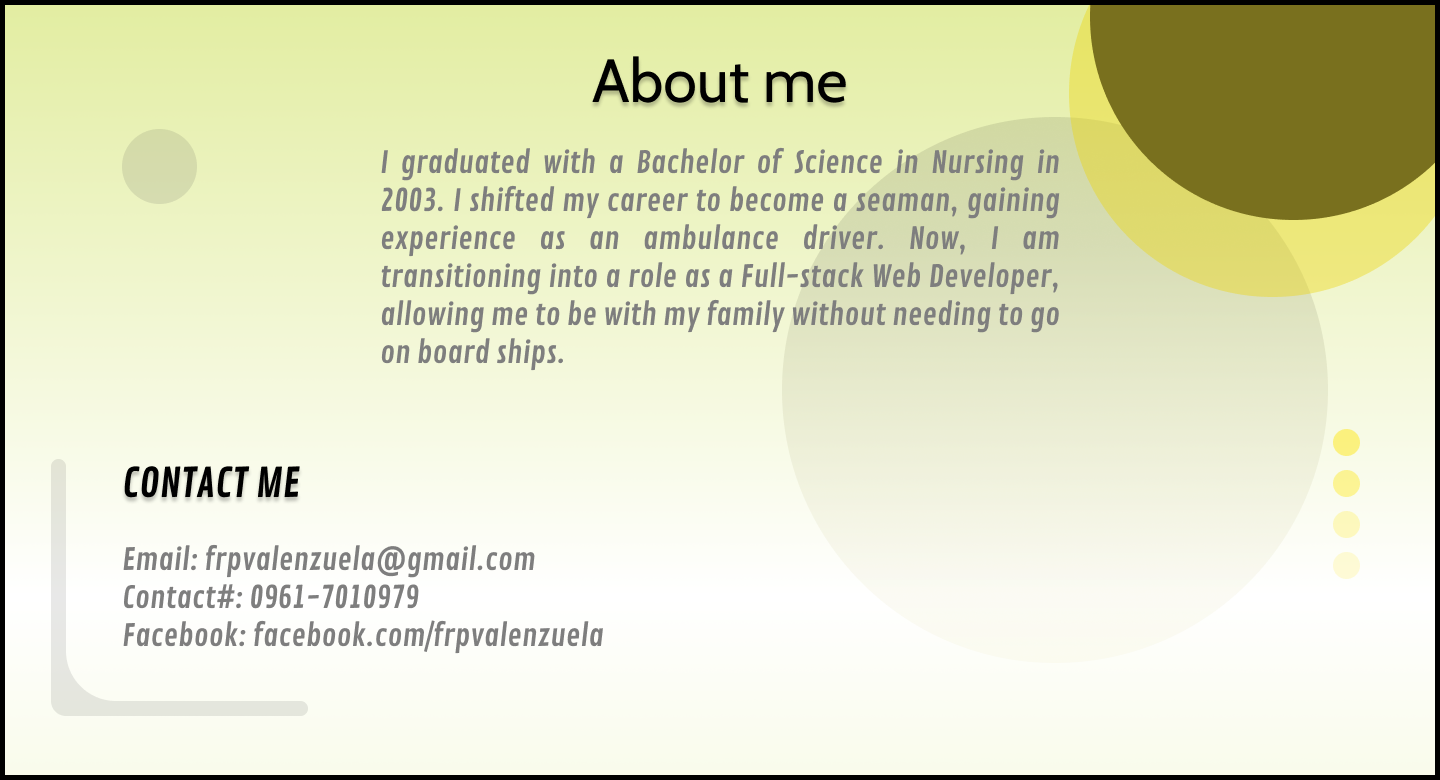 About me
I graduated with a Bachelor of Science in Nursing in
2003. I shifted my career to become a seaman, gaining
experience as an ambulance driver. Now, I am
transitioning into a role as a Full-stack Web Developer,
allowing me to be with my family without needing to go
on board ships.
CONTACT ME
Email: frpvalenzuela@gmail.com
Contact#: 0961-7010979
Facebook: facebook.com/frpvalenzuela